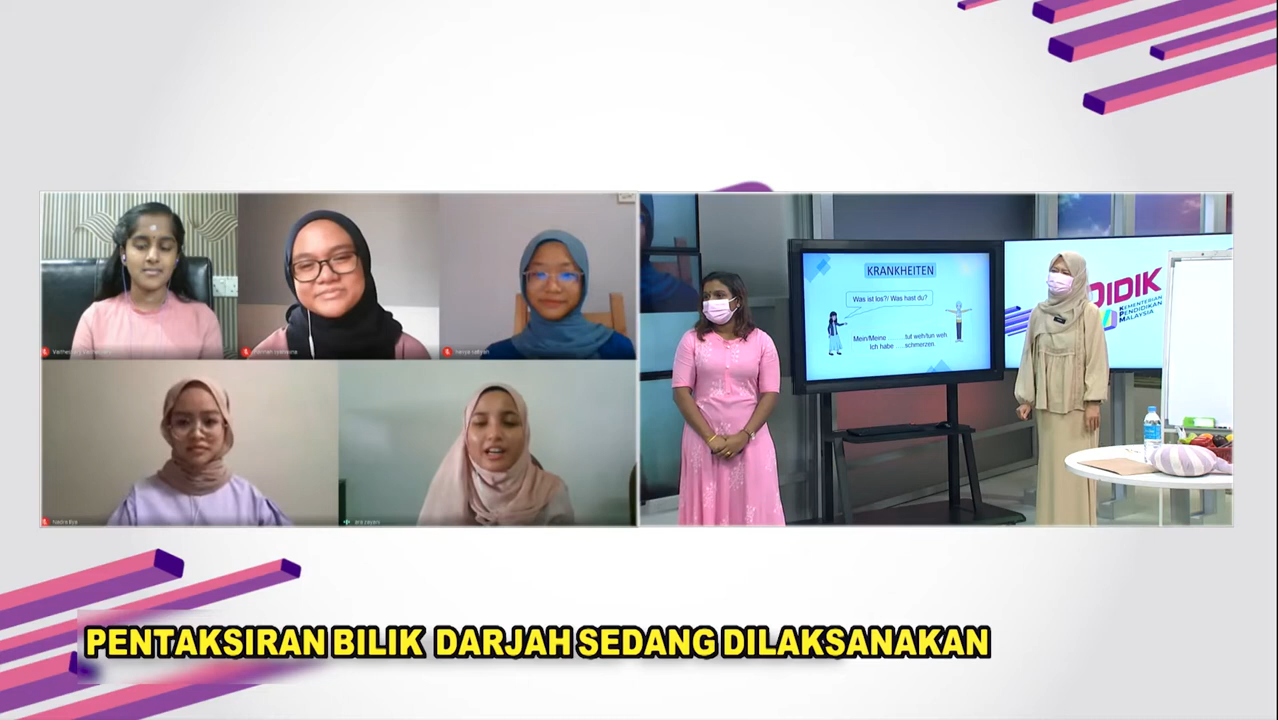 KRANKHEITEN
Was ist los?/ Was hast du?
Mein/Meine ........ tut weh/tun weh.
Ich habe .... schmerzen.
DIDIK
KEMENTERIAN
PENDIDIKAN
MALAYSIA
PENTAKSIRAN BILIK DARJAH SEDANG DILAKSANAKAN